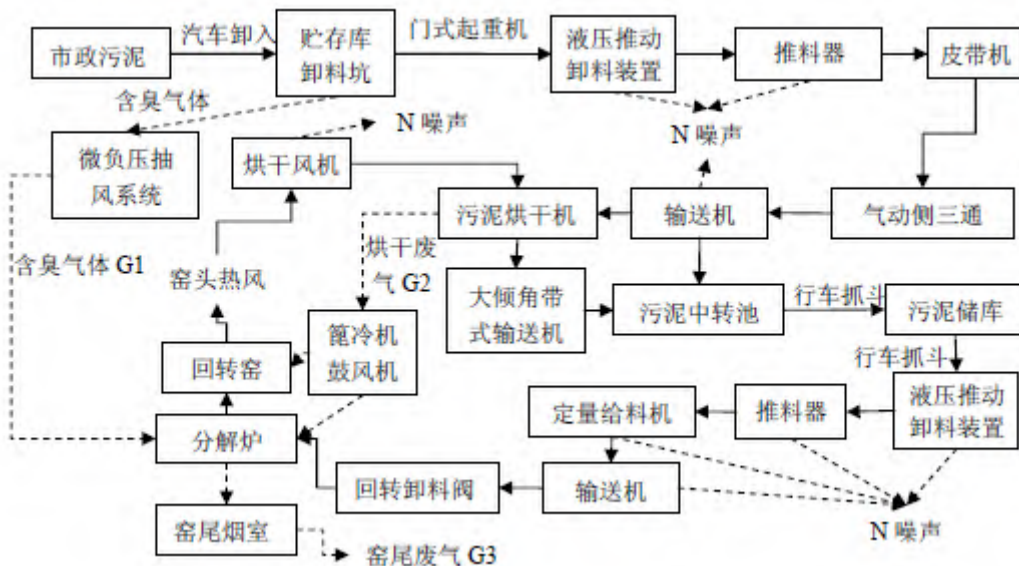 市政污泥
汽车卸入
贮存库
卸料坑
门式起重机
液压推动
卸料装置
推料器
皮带机
含臭气体
N 噪声
N 噪声
微负压抽
风系统
烘干风机
污泥烘干机
输送机
气动侧三通
含臭气体 G1
窑头热风
烘干废
气 G2
大倾角带
式输送机
污泥中转池
行车抓斗
污泥储库
行车抓斗
回转窑
篦冷机
鼓风机
定量给料机
推料器
液压推动
卸料装置
分解炉
回转卸料阀
输送机
N 噪声
窑尾烟室
窑尾废气 G3